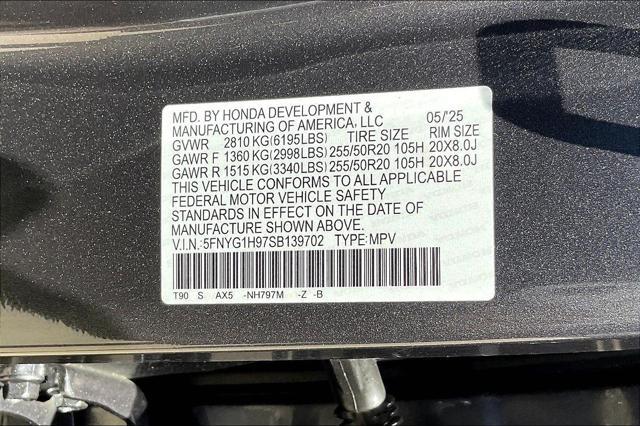 MFD. BY HONDA DEVELOPMENT &
MANUFACTURING OF AMERICA, LLC 05/'25
GVWR 2810 KG(6195LBS) TIRE SIZE RIM SIZE
GAWR F 1360 KG(2998LBS) 255/50R20 105H 20X8.0J
GAWR R 1515 KG(3340LBS) 255/50R20 105H 20X8.0J
THIS VEHICLE CONFORMS TO ALL APPLICABLE
FEDERAL MOTOR VEHICLE SAFETY
STANDARDS IN EFFECT ON THE DATE OF
MANUFACTURE SHOWN ABOVE.
V.I.N.:5FNYG1H97SB139702 TYPE:MPV
T90 S AX5 -NH797M -Z -B